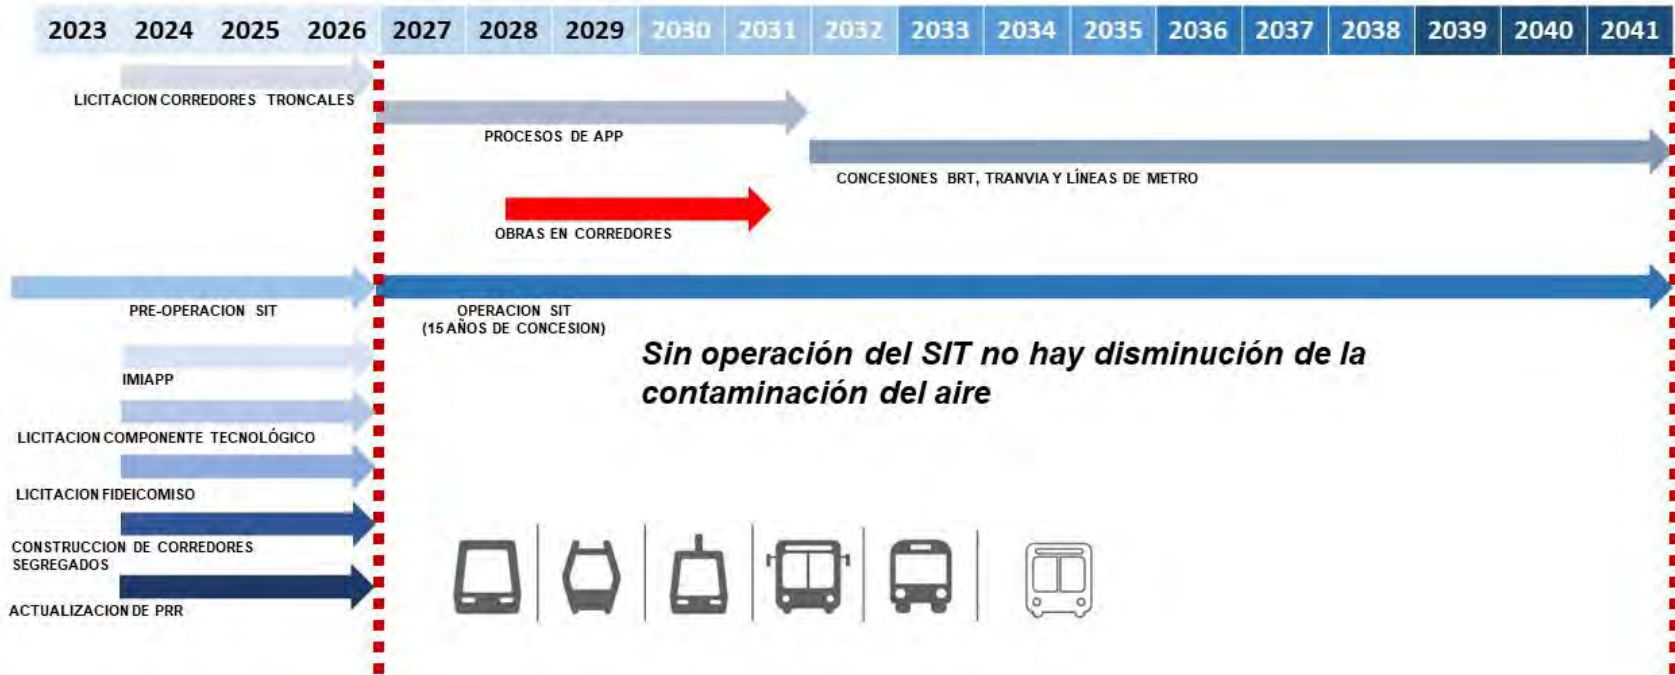 2023 2024 2025 2026 2027 2028 2029 2030 2031 2032 2033 2034 2035 2036 2037 2038 2039 2040 2041
LICITACION CORREDORES TRONCALES
PROCESOS DE APP
CONCESIONES BRT, TRANVIA Y LÍNEAS DE METRO
OBRAS EN CORREDORES
PRE-OPERACION SIT
OPERACION SIT
(15 AÑOS DE CONCESION)
Sin operación del SIT no hay disminución de la
contaminación del aire
IMIAPP
LICITACION COMPONENTE TECNOLÓGICO
LICITACION FIDEICOMISO
CONSTRUCCION DE CORREDORES
SEGREGADOS
ACTUALIZACION DE PRR